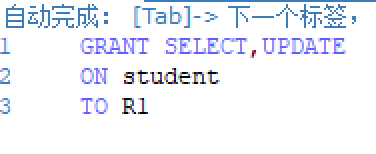 自动完成： [Tab]-> 下一个标签，
1 GRANT SELECT,UPDATE
2 ON student
3 TO R1